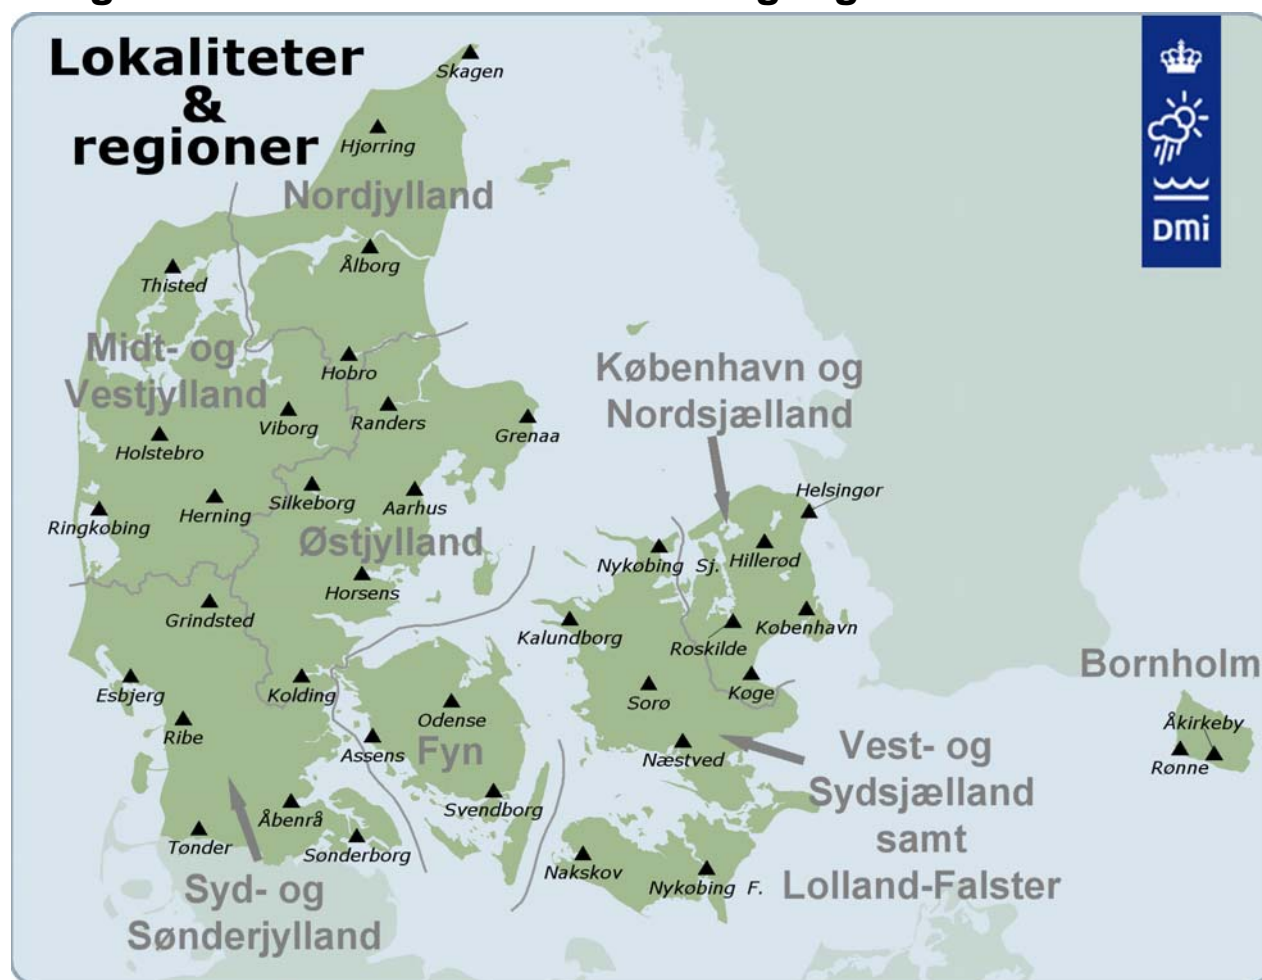 Lokaliteter
&
regioner
Skagen
Hjørring
Nordjylland
Ålborg
Thisted
DMi
Midt- og
Vestjylland
Hobro
Viborg
Randers
Grenaa
Holstebro
København og
Nordsjælland
Silkeborg
Aarhus
Herning
Ringkøbing
Østjylland
Helsingør
Nykøbing Sj.
Hillerød
Horsens
Grindsted
Kalundborg
København
Roskilde
Esbjerg
Kolding
Køge
Sorø
Bornholm
Odense
Ribe
Assens
Fyn
Næstved
Åkirkeby
Rønne
Vest- og
Sydsjælland
samt
Lolland-Falster
Svendborg
Åbenrå
Tønder
Sønderborg
Nakskov
Nykøbing F.
Syd- og
Sønderjylland